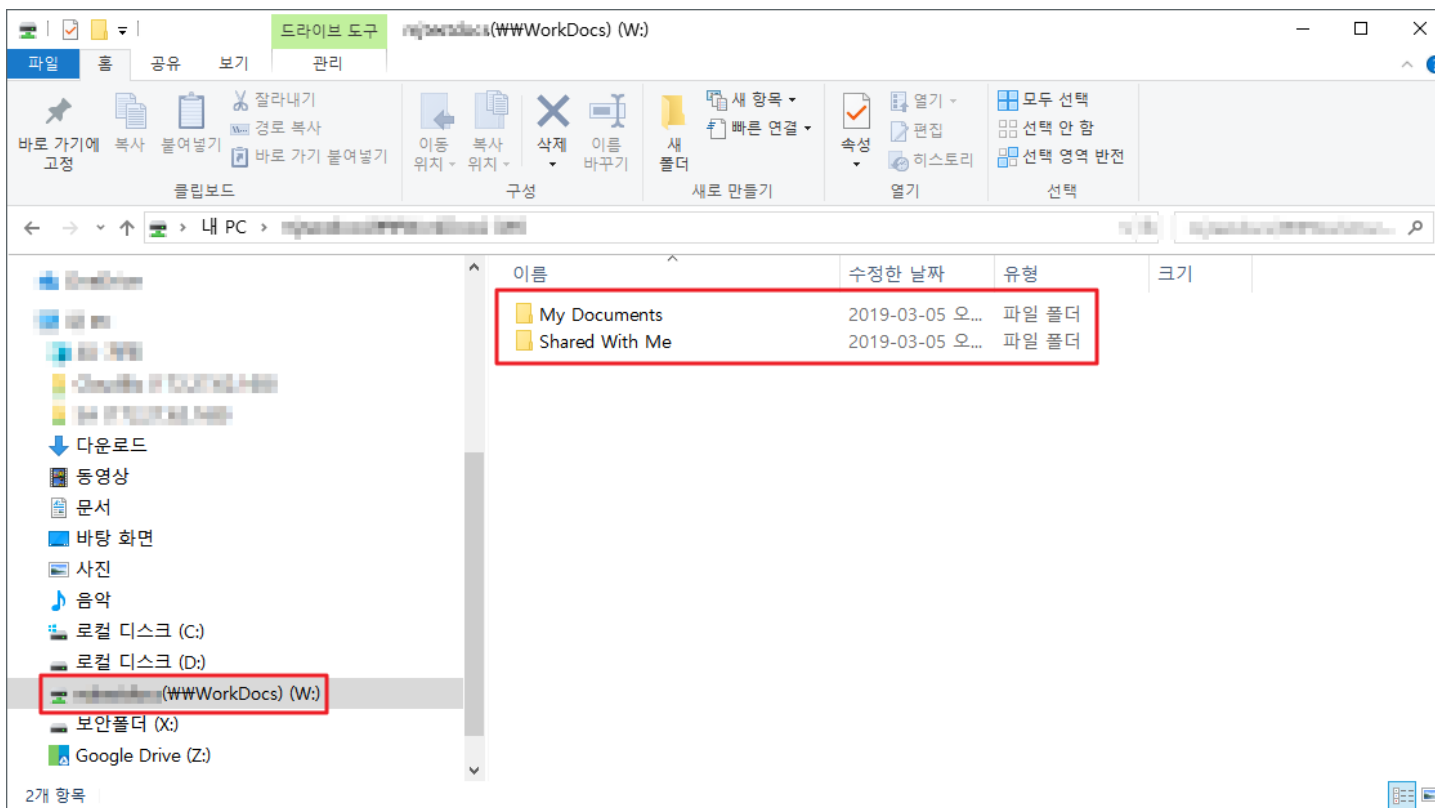 드라이브 도구 (₩₩WorkDocs) (W:)
파일 홈 공유 보기 관리
바로 가기에 고정
복사
붙여넣기
잘라내기
경로 복사
바로 가기 붙여넣기
클립보드
이동 위치
복사 위치
삭제
이름 바꾸기
구성
새 폴더
새 항목
빠른 연결
새로 만들기
속성
열기
편집
히스토리
열기
모두 선택
선택 안 함
선택 영역 반전
선택
내 PC
이름 수정한 날짜 유형 크기
My Documents 2019-03-05 오... 파일 폴더
Shared With Me 2019-03-05 오... 파일 폴더
다운로드
동영상
문서
바탕 화면
사진
음악
로컬 디스크 (C:)
로컬 디스크 (D:)
(₩₩WorkDocs) (W:)
보안폴더 (X:)
Google Drive (Z:)
2개 항목